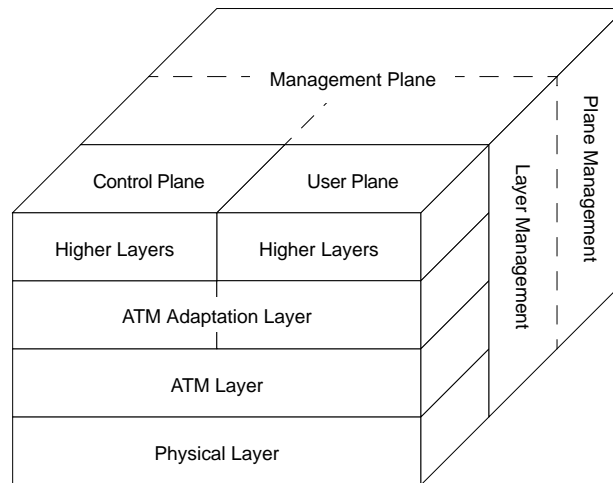 Management Plane
Control Plane
User Plane
Higher Layers
Higher Layers
ATM Adaptation Layer
ATM Layer
Physical Layer
Layer Management
Plane Management